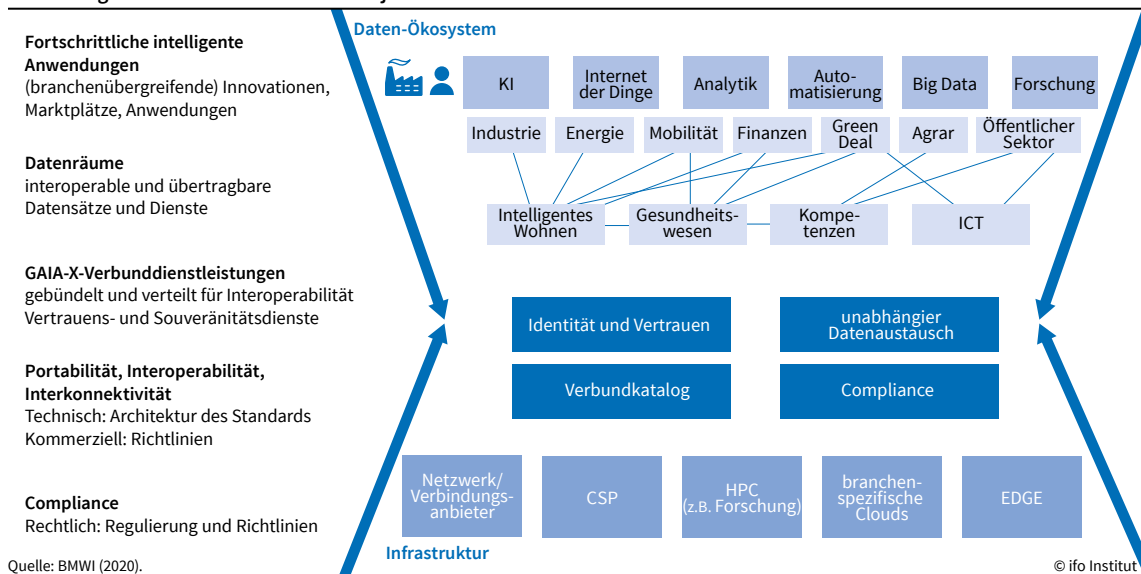 Fortschrittliche intelligente
Anwendungen
(branchenübergreifende) Innovationen,
Marktplätze, Anwendungen
Datenräume
interoperable und übertragbare
Datensätze und Dienste
GAIA-X-Verbunddienstleistungen
gebündelt und verteilt für Interoperabilität
Vertrauens- und Souveränitätsdienste
Portabilität, Interoperabilität,
Interkonnektivität
Technisch: Architektur des Standards
Kommerziell: Richtlinien
Compliance
Rechtlich: Regulierung und Richtlinien
Daten-Ökosystem
KI
Internet
der Dinge
Analytik
Auto-
matisierung
Big Data
Forschung
Industrie
Energie
Mobilität
Finanzen
Green
Deal
Agrar
Öffentlicher
Sektor
Intelligentes
Wohnen
Gesundheits-
wesen
Kompe-
tenzen
ICT
Identität und Vertrauen
unabhängier
Datenaustausch
Verbundkatalog
Compliance
Netzwerk/
Verbindungs-
anbieter
CSP
HPC
(z.B. Forschung)
branchen-
spezifische
Clouds
EDGE
Infrastruktur
Quelle: BMWI (2020).
© ifo Institut